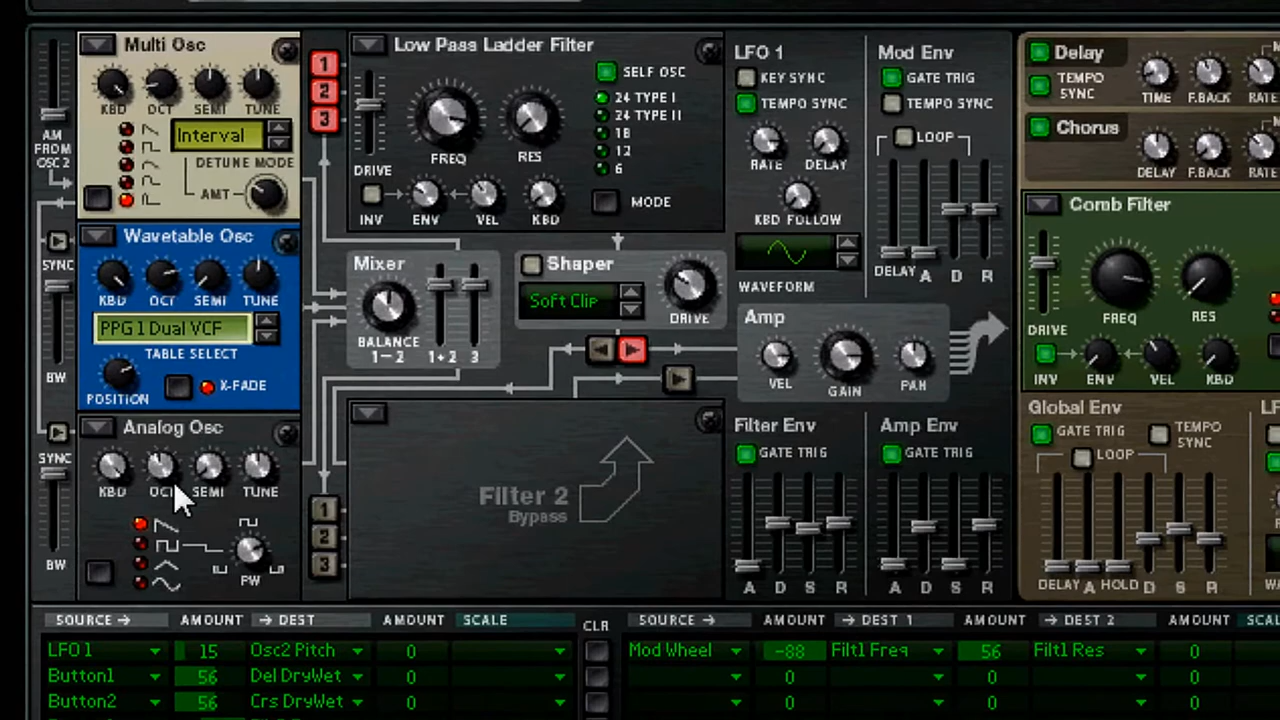 Multi Osc
KBD OCT SEMI TUNE
Interval
DETUNE MODE
AMT
AM FROM OSC 2
SYNC
BW
Wavetable Osc
KBD OCT SEMI TUNE
PPG 1 Dual VCF
TABLE SELECT
POSITION
X-FADE
Analog Osc
KBD SEMI TUNE
PW
SYNC
BW
1
2
3
Low Pass Ladder Filter
SELF OSC
24 TYPE I
24 TYPE II
18
12
6
MODE
DRIVE
FREQ RES
INV ENV VEL KBD
Mixer
BALANCE
1—2 1+2 3
Shaper
Soft Clip
DRIVE
Filter 2
Bypass
1
2
3
LFO 1
KEY SYNC
TEMPO SYNC
RATE DELAY
KBD FOLLOW
WAVEFORM
Mod Env
GATE TRIG
TEMPO SYNC
LOOP
DELAY A D R
Amp
VEL GAIN PAN
Filter Env
GATE TRIG
A D S R
Amp Env
GATE TRIG
A D S R
Delay
TEMPO SYNC
TIME F.BACK RATE
Chorus
DELAY F.BACK RATE
Comb Filter
DRIVE FREQ RES
INV ENV VEL KBD
Global Env
GATE TRIG TEMPO SYNC
LOOP
DELAY A HOLD D S R
SOURCE → AMOUNT → DEST AMOUNT SCALE CLR SOURCE → AMOUNT → DEST 1 AMOUNT → DEST 2 AMOUNT
LFO 1 15 Osc2 Pitch 0 Mod Wheel -88 Filt1 Freq 56 Filt1 Res 0
Button1 56 Del DryWet 0 0 0 0
Button2 56 Crs DryWet 0 0 0 0